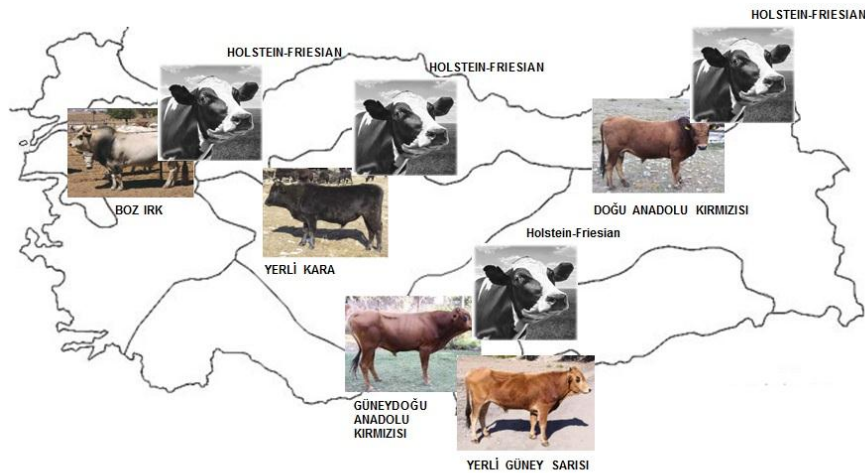 HOLSTEIN-FRIESIAN
HOLSTEIN-FRIESIAN
HOLSTEIN-FRIESIAN
BOZ IRK
DOĞU ANADOLU KIRMIZISI
Holstein-Friesian
YERLİ KARA
GÜNEYDOĞU
ANADOLU
KIRMIZISI
YERLİ GÜNEY SARISI